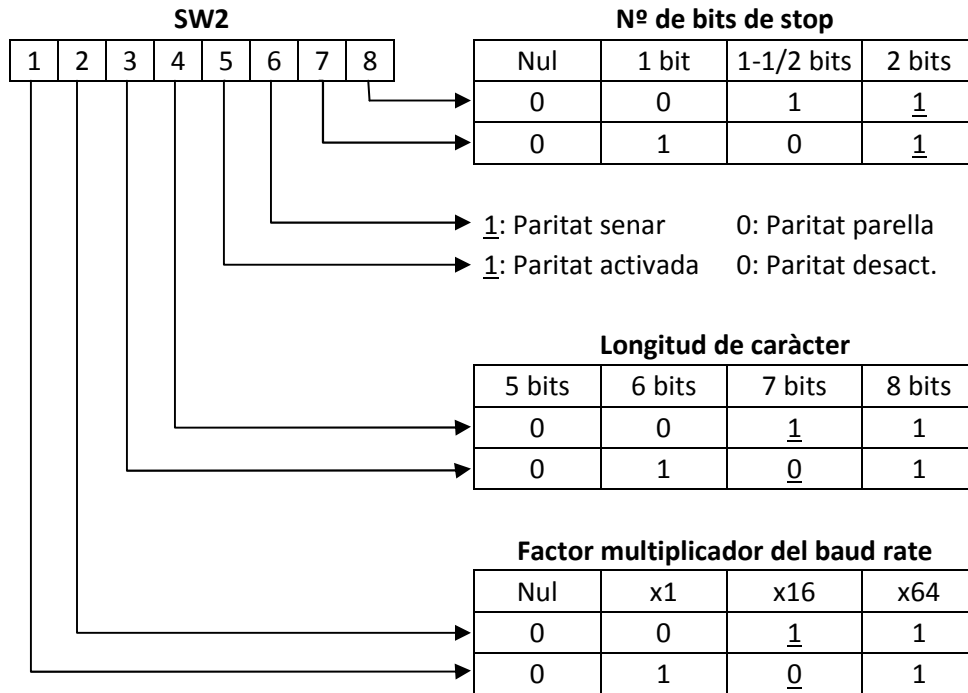 SW2
1 2 3 4 5 6 7 8
Nº de bits de stop
Nul 1 bit 1-1/2 bits 2 bits
0 0 1 1
0 1 0 1
1: Paritat senar 0: Paritat parella
1: Paritat activada 0: Paritat desact.
Longitud de caràcter
5 bits 6 bits 7 bits 8 bits
0 0 1 1
0 1 0 1
Factor multiplicador del baud rate
Nul x1 x16 x64
0 0 1 1
0 1 0 1